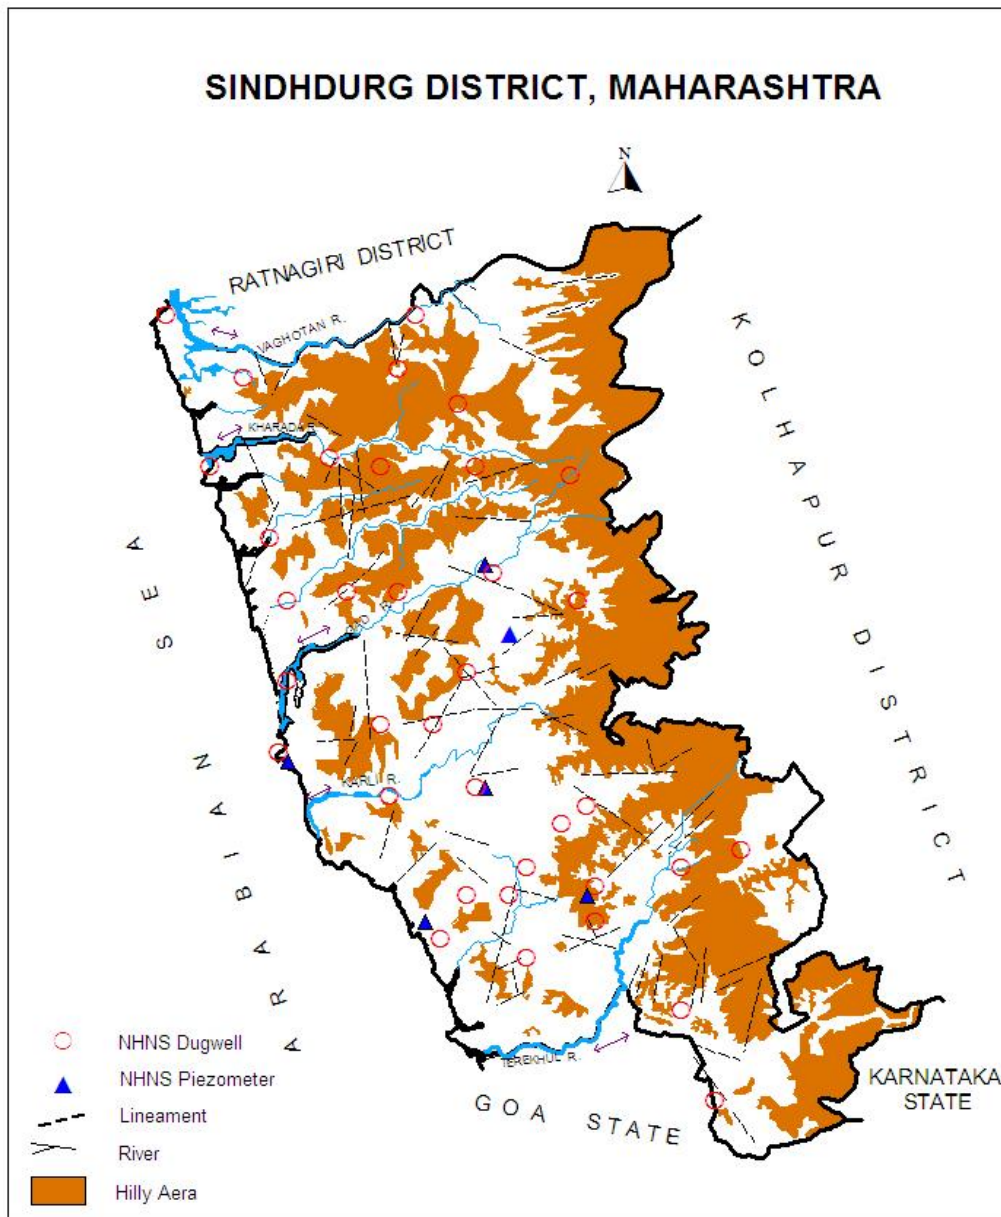 SINDHDURG DISTRICT, MAHARASHTRA
N
RATNAGIRI DISTRICT
VAGHOTAN R.
KHARADA R.
KOLHAPUR DISTRICT
ARABIAN SEA
KARLI R.
TEREKHUL R.
GOA STATE
KARNATAKA
STATE
NHNS Dugwell
NHNS Piezometer
Lineament
River
Hilly Aera